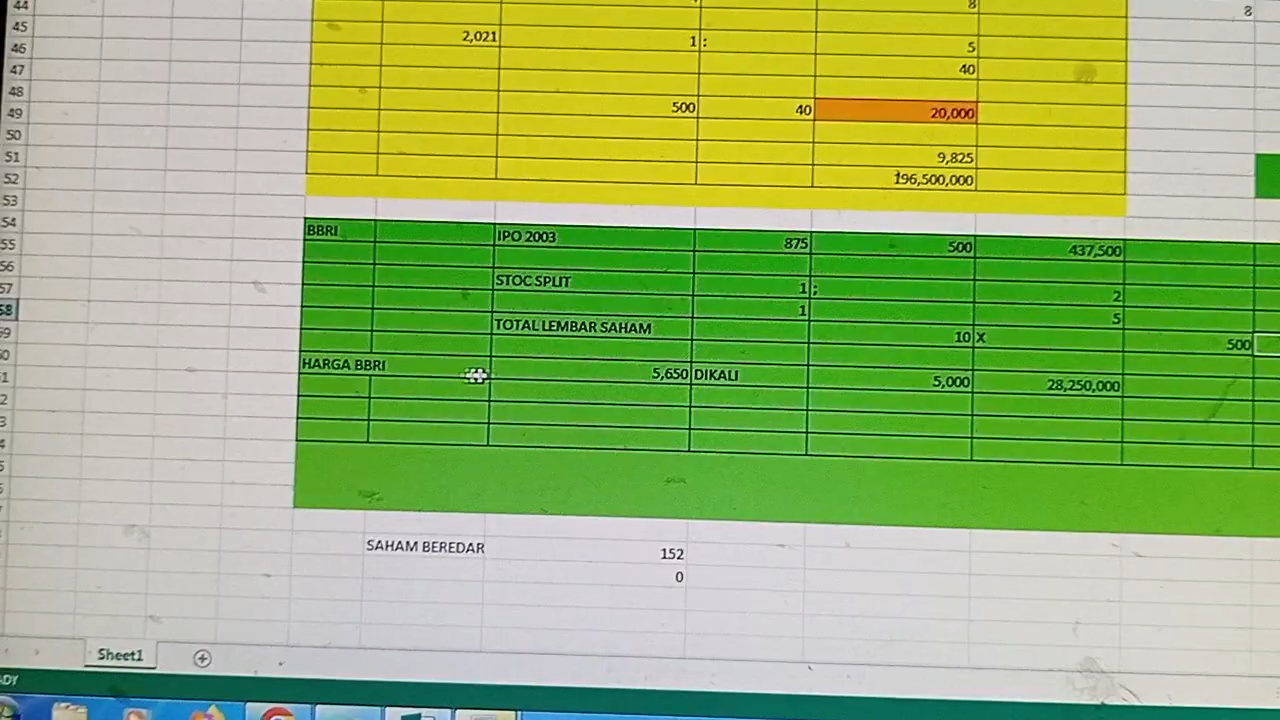 44 8 8
45
46 2,021 1 : 5
47 40
48
49 500 40 20,000
50
51 9,825
52 196,500,000
53
54 BBRI IPO 2003 875 500 437,500
55
56 STOC SPLIT 1 ; 2
57 1 5
58 TOTAL LEMBAR SAHAM 10 X 500
59
60 HARGA BBRI 5,650 DIKALI 5,000 28,250,000
SAHAM BEREDAR 152
0
Sheet1
ADY